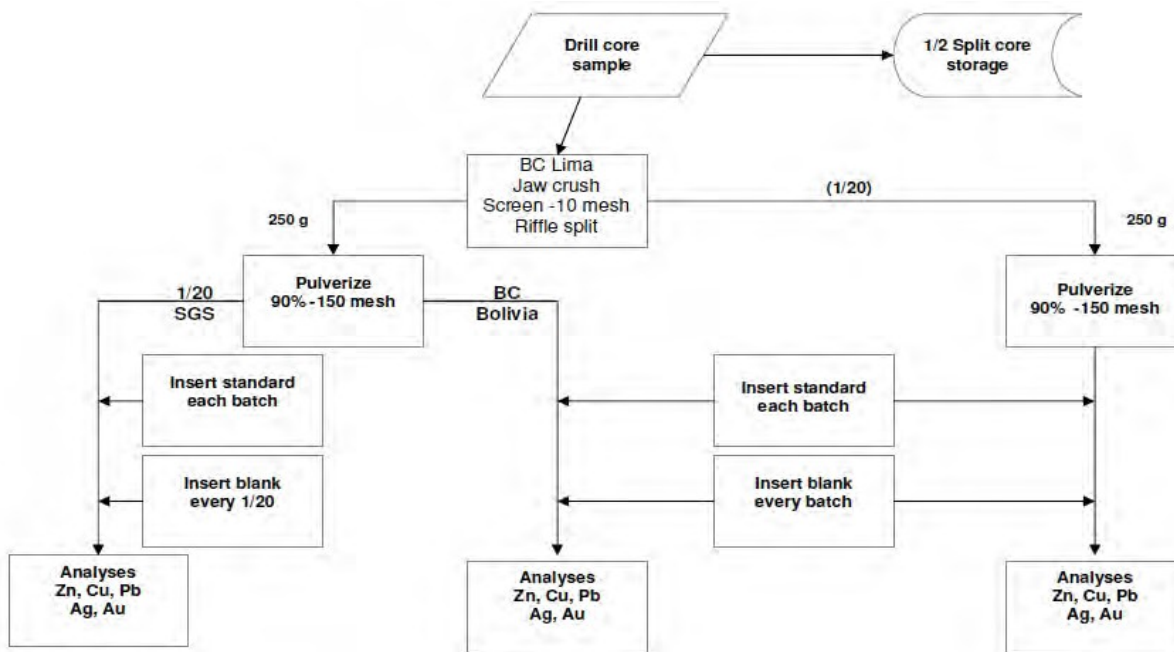 Drill core
sample
1/2 Split core
storage
BC Lima
Jaw crush
Screen -10 mesh
Riffle split
(1/20)
250 g
250 g
Pulverize
90% -150 mesh
1/20
SGS
BC
Bolivia
Pulverize
90% -150 mesh
Insert standard
each batch
Insert standard
each batch
Insert blank
every 1/20
Insert blank
every batch
Analyses
Zn, Cu, Pb
Ag, Au
Analyses
Zn, Cu, Pb
Ag, Au
Analyses
Zn, Cu, Pb
Ag, Au